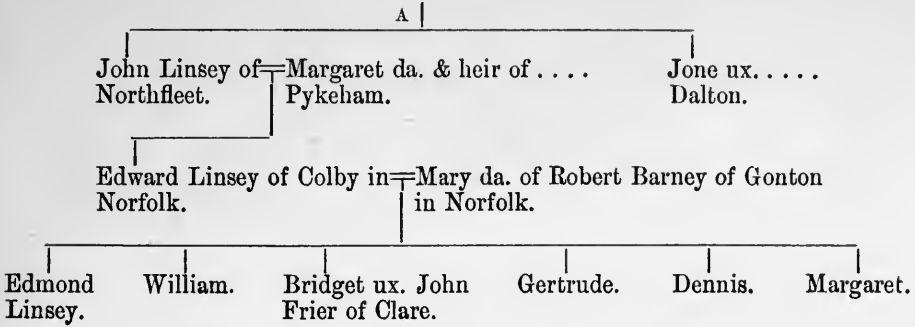 A
John Linsey of Margaret da. & heir of . . . . Jone ux. . . . .
Northfleet. Pykeham. Dalton.
Edward Linsey of Colby in Mary da. of Robert Barney of Gonton
Norfolk. in Norfolk.
Edmond William. Bridget ux. John Gertrude. Dennis. Margaret.
Linsey. Frier of Clare.